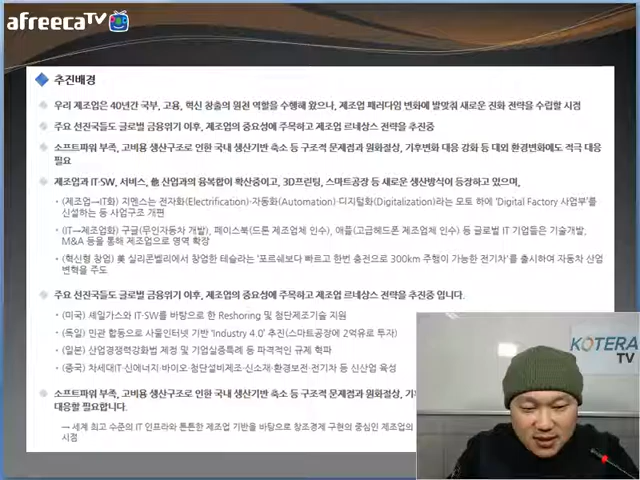 afreecaTV
추진배경
우리 제조업은 40년간 국부, 고용, 혁신 창출의 원천 역할을 수행해 왔으나, 제조업 패러다임 변화에 발맞춰 새로운 진화 전략을 수립할 시점
주요 선진국들도 글로벌 금융위기 이후, 제조업의 중요성에 주목하고 제조업 르네상스 전략을 추진중
소프트파워 부족, 고비용 생산구조로 인한 국내 생산기반 축소 등 구조적 문제점과 원화절상, 기후변화 대응 강화 등 대외 환경변화에도 적극 대응
필요
제조업과 IT·SW, 서비스, 他 산업과의 융복합이 확산중이고, 3D프린팅, 스마트공장 등 새로운 생산방식이 등장하고 있으며,
· (제조업→IT화) 지멘스는 전자화(Electrification)·자동화(Automation)·디지털화(Digitalization)라는 모토 하에 'Digital Factory 사업부'를
신설하는 등 사업구조 개편
· (IT→제조업화) 구글(무인자동차 개발), 페이스북(드론 제조업체 인수), 애플(고급헤드폰 제조업체 인수) 등 글로벌 IT 기업들은 기술개발,
M&A 등을 통해 제조업으로 영역 확장
· (혁신형 창업) 美 실리콘벨리에서 창업한 테슬라는 '포르쉐보다 빠르고 한번 충전으로 300km 주행이 가능한 전기차'를 출시하여 자동차 산업
변혁을 주도
주요 선진국들도 글로벌 금융위기 이후, 제조업의 중요성에 주목하고 제조업 르네상스 전략을 추진중 입니다.
· (미국) 셰일가스와 IT·SW를 바탕으로 한 Reshoring 및 첨단제조기술 지원
· (독일) 민관 합동으로 사물인터넷 기반 'Industry 4.0' 추진(스마트공장에 2억유로 투자)
· (일본) 산업경쟁력강화법 제정 및 기업실증특례 등 파격적인 규제 혁파
· (중국) 차세대IT·신에너지·바이오·첨단설비제조·신소재·환경보전·전기차 등 신산업 육성
소프트파워 부족, 고비용 생산구조로 인한 국내 생산기반 축소 등 구조적 문제점과 원화절상,
대응할 필요합니다.
→ 세계 최고 수준의 IT 인프라와 튼튼한 제조업 기반을 바탕으로 창조경제 구현의 중심인 제조업의
시점
KOTERA
TV